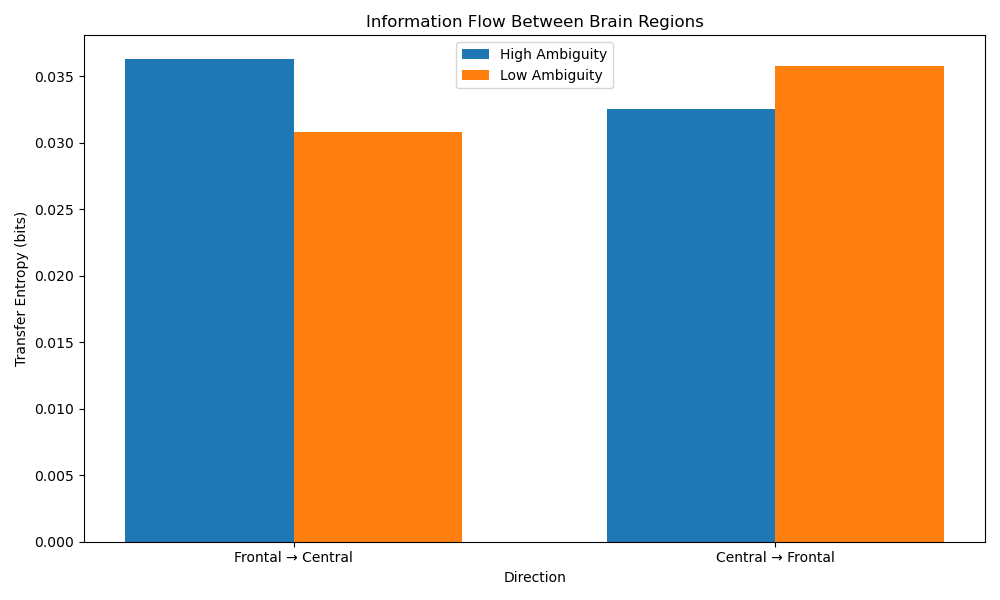 Information Flow Between Brain Regions
High Ambiguity
Low Ambiguity
Transfer Entropy (bits)
0.035
0.030
0.025
0.020
0.015
0.010
0.005
0.000
Frontal → Central
Central → Frontal
Direction